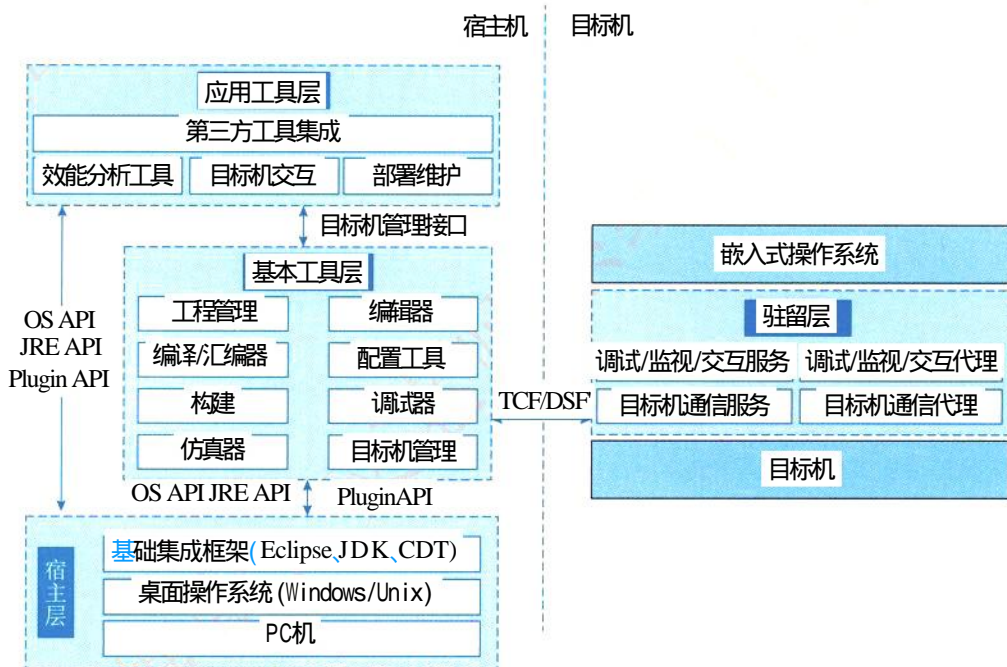 宿主机 目标机
应用工具层
第三方工具集成
效能分析工具 目标机交互 部署维护
目标机管理接口
基本工具层
工程管理 编辑器
编译/汇编器 配置工具
构建 调式器
仿真器 目标机管理
OS API
JRE API
Plugin API
TCF/DSF
嵌入式操作系统
驻留层
调试/监视/交互服务 调试/监视/交互代理
目标机通信服务 目标机通信代理
目标机
OS API JRE API PluginAPI
宿主层
基础集成框架(Eclipse、JDK、CDT)
桌面操作系统(Windows/Unix)
PC机